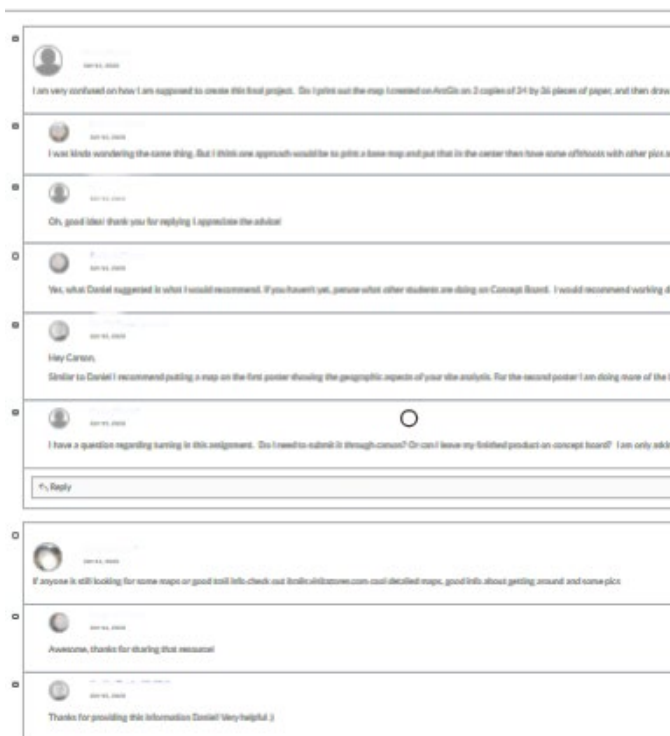 I am very confused on how I am supposed to create this final project. Do I print out the map I created on ArcGis on 2 copies of 24 by 36 pieces of paper, and then draw
I was kinda wondering the same thing. But I think one approach would be to print a base map and put that in the center then have some offshoots with other pics
Oh, good idea! thank you for replying I appreciate the advice!
Yes, what Daniel suggested is what I would recommend. If you haven't yet, peruse what other students are doing on Concept Board. I would recommend working
Hey Carson,
Similar to Daniel I recommend putting a map on the first poster showing the geographic aspects of your site analysis. For the second poster I am doing more of the
I have a question regarding turning in this assignment. Do I need to submit it through canvas? Or can I leave my finished product on concept board? I am only
Reply
If anyone is still looking for some maps or good trail info check out cool detailed maps, good info about getting around and some pics
Awesome, thanks for sharing that resource!
Thanks for providing this information Daniel! Very helpful :)